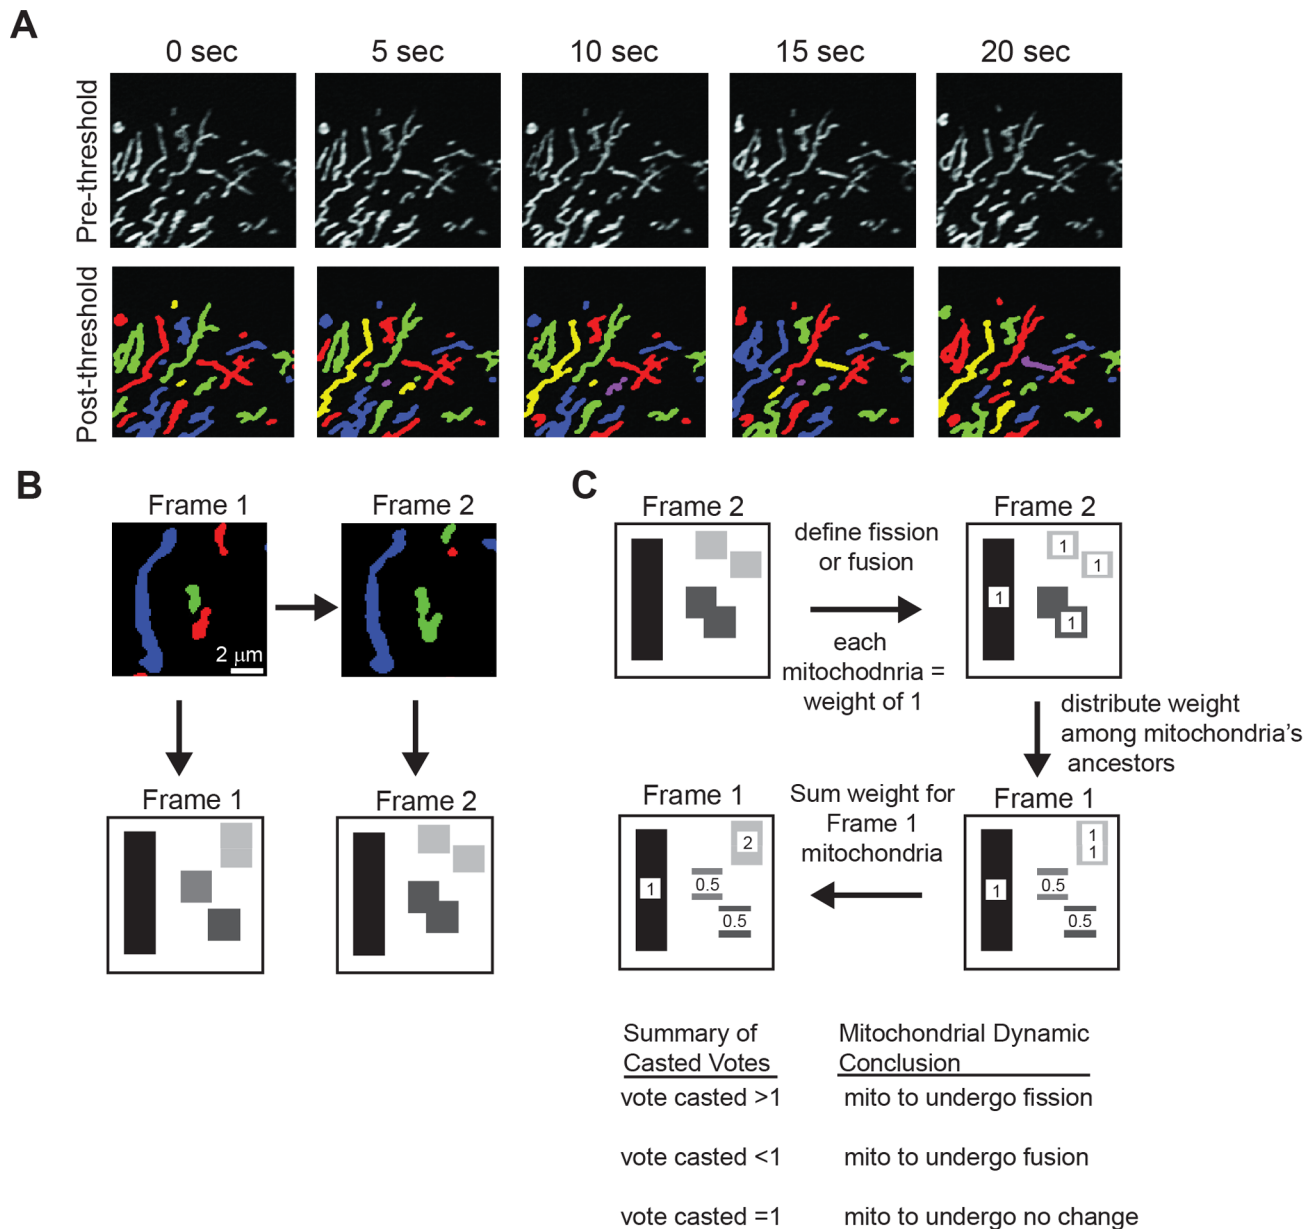 A
0 sec
5 sec
10 sec
15 sec
20 sec
Pre-threshold
Post-threshold
B
Frame 1
Frame 2
2 μm
Frame 1
Frame 2
C
Frame 2
define fission
or fusion
each
mitochodnria =
weight of 1
Frame 2
1
1
1
1
distribute weight
among mitochondria's
ancestors
Frame 1
1
1
1
0.5
0.5
Sum weight for
Frame 1
mitochondria
Frame 1
2
1
0.5
0.5
Summary of
Casted Votes
Mitochondrial Dynamic
Conclusion
vote casted >1
mito to undergo fission
vote casted <1
mito to undergo fusion
vote casted =1
mito to undergo no change